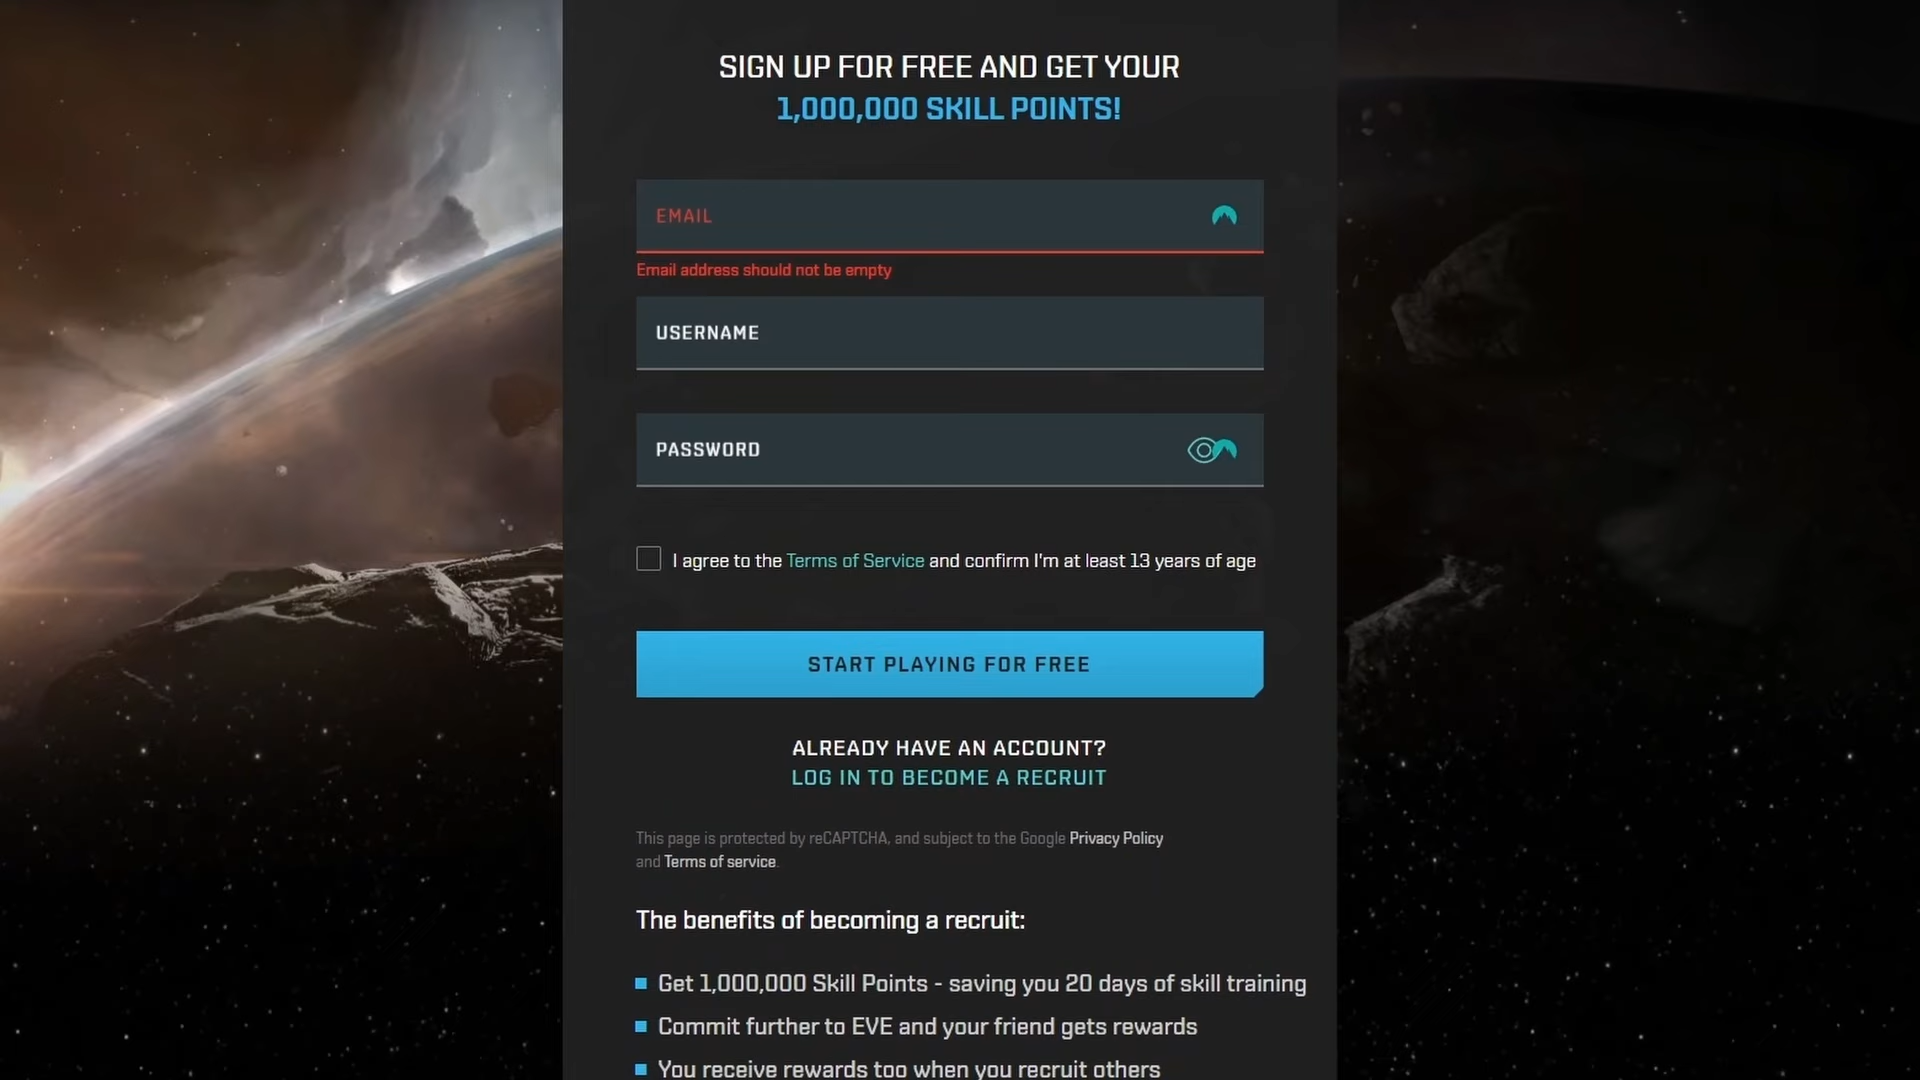 SIGN UP FOR FREE AND GET YOUR
1,000,000 SKILL POINTS!
EMAIL
Email address should not be empty
USERNAME
PASSWORD
I agree to the Terms of Service and confirm I'm at least 13 years of age
START PLAYING FOR FREE
ALREADY HAVE AN ACCOUNT?
LOG IN TO BECOME A RECRUIT
This page is protected by reCAPTCHA, and subject to the Google Privacy Policy
and Terms of service.
The benefits of becoming a recruit:
Get 1,000,000 Skill Points - saving you 20 days of skill training
Commit further to EVE and your friend gets rewards
You receive rewards too when you recruit others